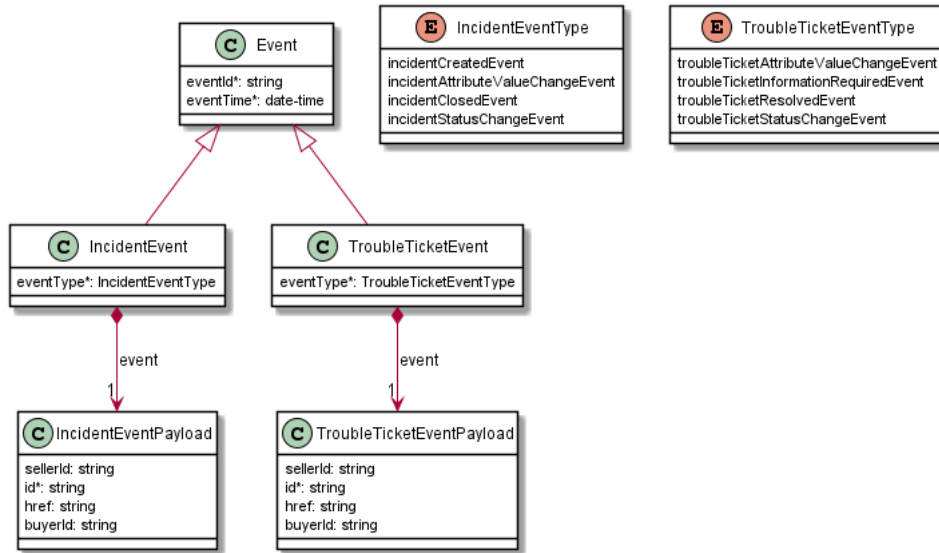 C Event
eventId*: string
eventTime*: date-time
E IncidentEventType
incidentCreatedEvent
incidentAttributeValueChangeEvent
incidentClosedEvent
incidentStatusChangeEvent
E TroubleTicketEventType
troubleTicketAttributeValueChangeEvent
troubleTicketInformationRequiredEvent
troubleTicketResolvedEvent
troubleTicketStatusChangeEvent
C IncidentEvent
eventType*: IncidentEventType
C TroubleTicketEvent
eventType*: TroubleTicketEventType
event
1
event
1
C IncidentEventPayload
sellerId: string
id*: string
href: string
buyerId: string
C TroubleTicketEventPayload
sellerId: string
id*: string
href: string
buyerId: string